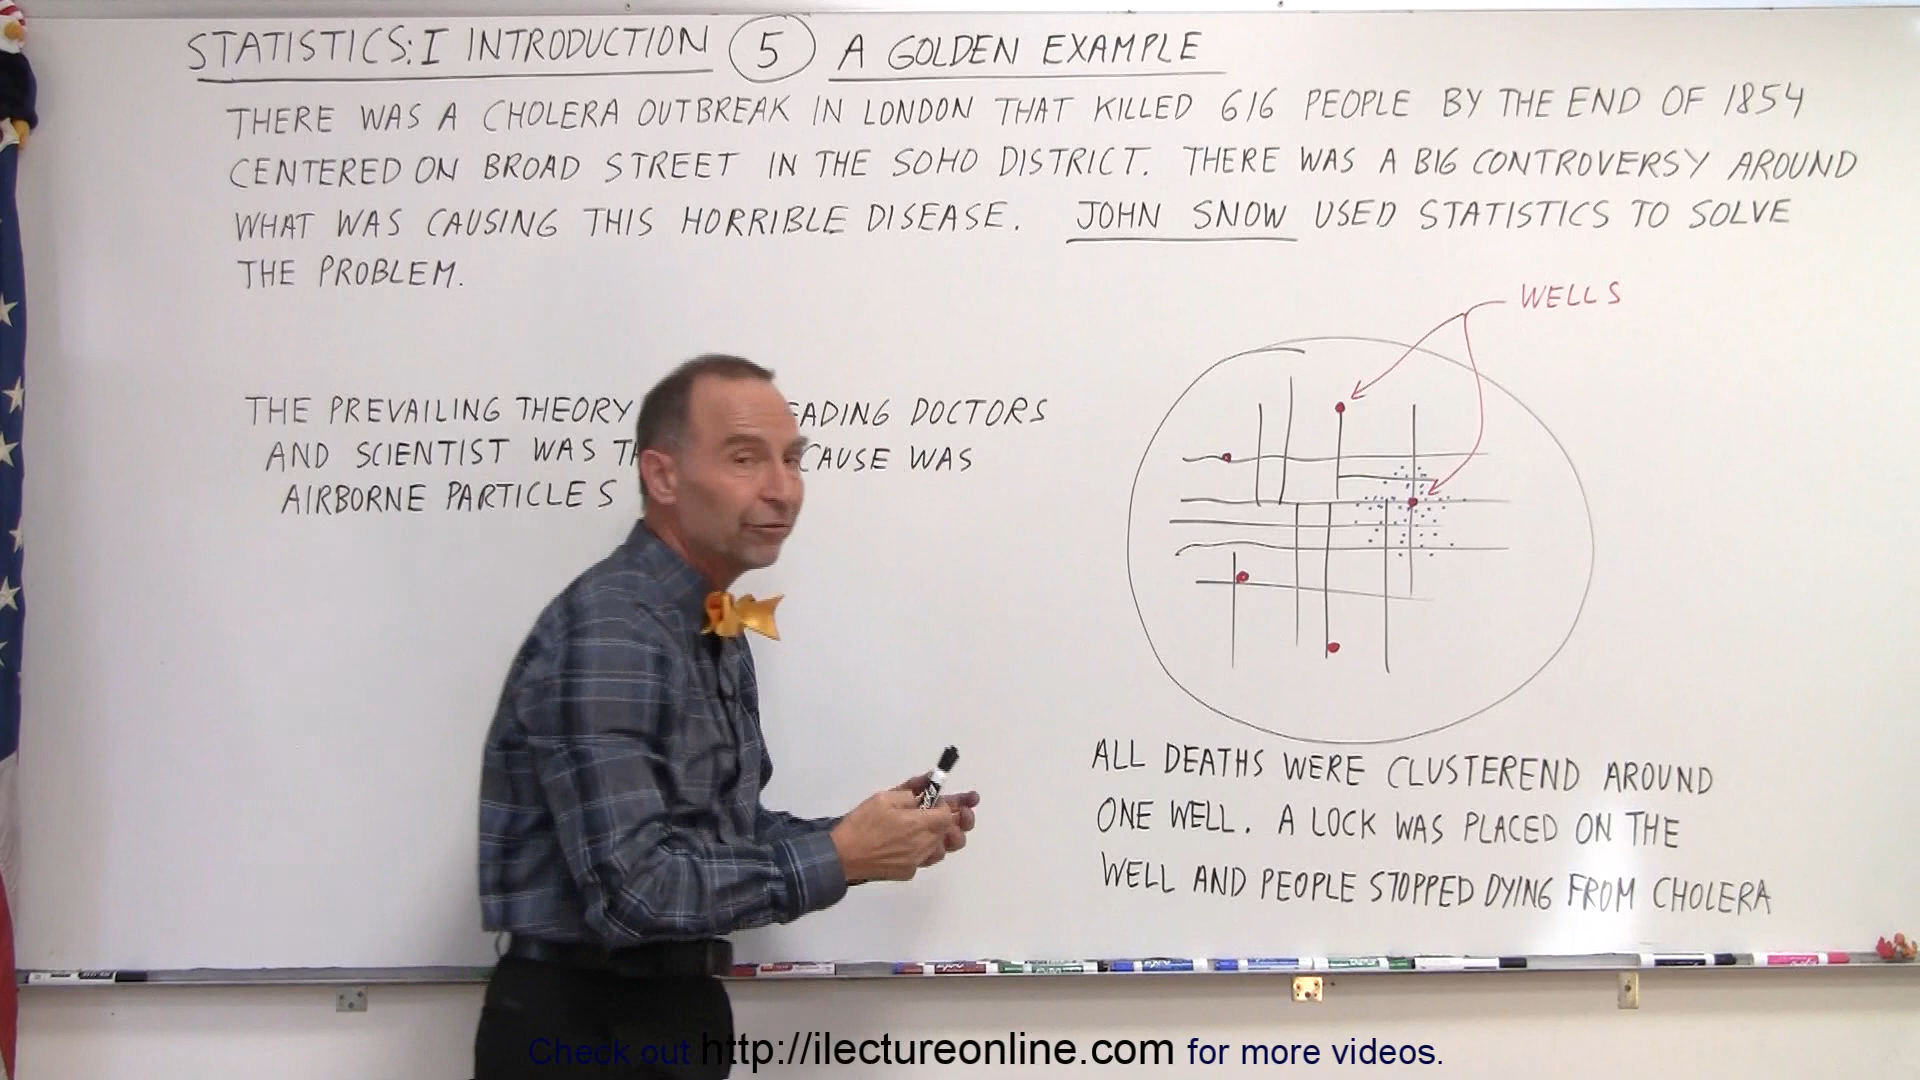 STATISTICS: I INTRODUCTION 5 A GOLDEN EXAMPLE
THERE WAS A CHOLERA OUTBREAK IN LONDON THAT KILLED 616 PEOPLE BY THE END OF 1854
CENTERED ON BROAD STREET IN THE SOHO DISTRICT. THERE WAS A BIG CONTROVERSY AROUND
WHAT WAS CAUSING THIS HORRIBLE DISEASE. JOHN SNOW USED STATISTICS TO SOLVE
THE PROBLEM.
WELLS
THE PREVAILING THEORY EADING DOCTORS
AND SCIENTIST WAS CAUSE WAS
AIRBORNE PARTICLES
ALL DEATHS WERE CLUSTEREND AROUND
ONE WELL. A LOCK WAS PLACED ON THE
WELL AND PEOPLE STOPPED DYING FROM CHOLERA
Check out http://ilectureonline.com for more videos.